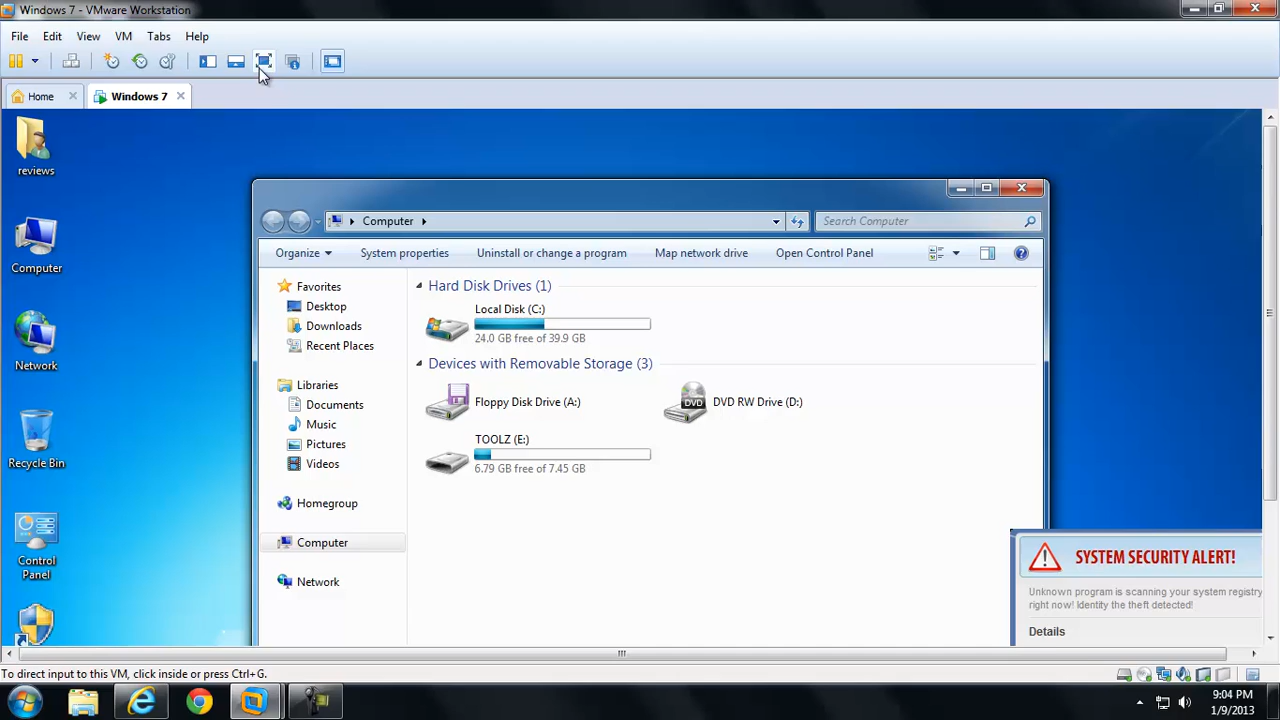 Windows 7 - VMware Workstation
File Edit View VM Tabs Help
Home Windows 7
reviews
Computer
Network
Recycle Bin
Control
Panel
Computer
Search Computer
Organize System properties Uninstall or change a program Map network drive Open Control Panel
Favorites
Desktop
Downloads
Recent Places
Libraries
Documents
Music
Pictures
Videos
Homegroup
Computer
Network
Hard Disk Drives (1)
Local Disk (C:)
24.0 GB free of 39.9 GB
Devices with Removable Storage (3)
Floppy Disk Drive (A:)
DVD
DVD RW Drive (D:)
TOOLZ (E:)
6.79 GB free of 7.45 GB
SYSTEM SECURITY ALERT!
Unknown program is scanning your system registry
right now! Identity the theft detected!
Details
To direct input to this VM, click inside or press Ctrl+G.
9:04 PM
1/9/2013